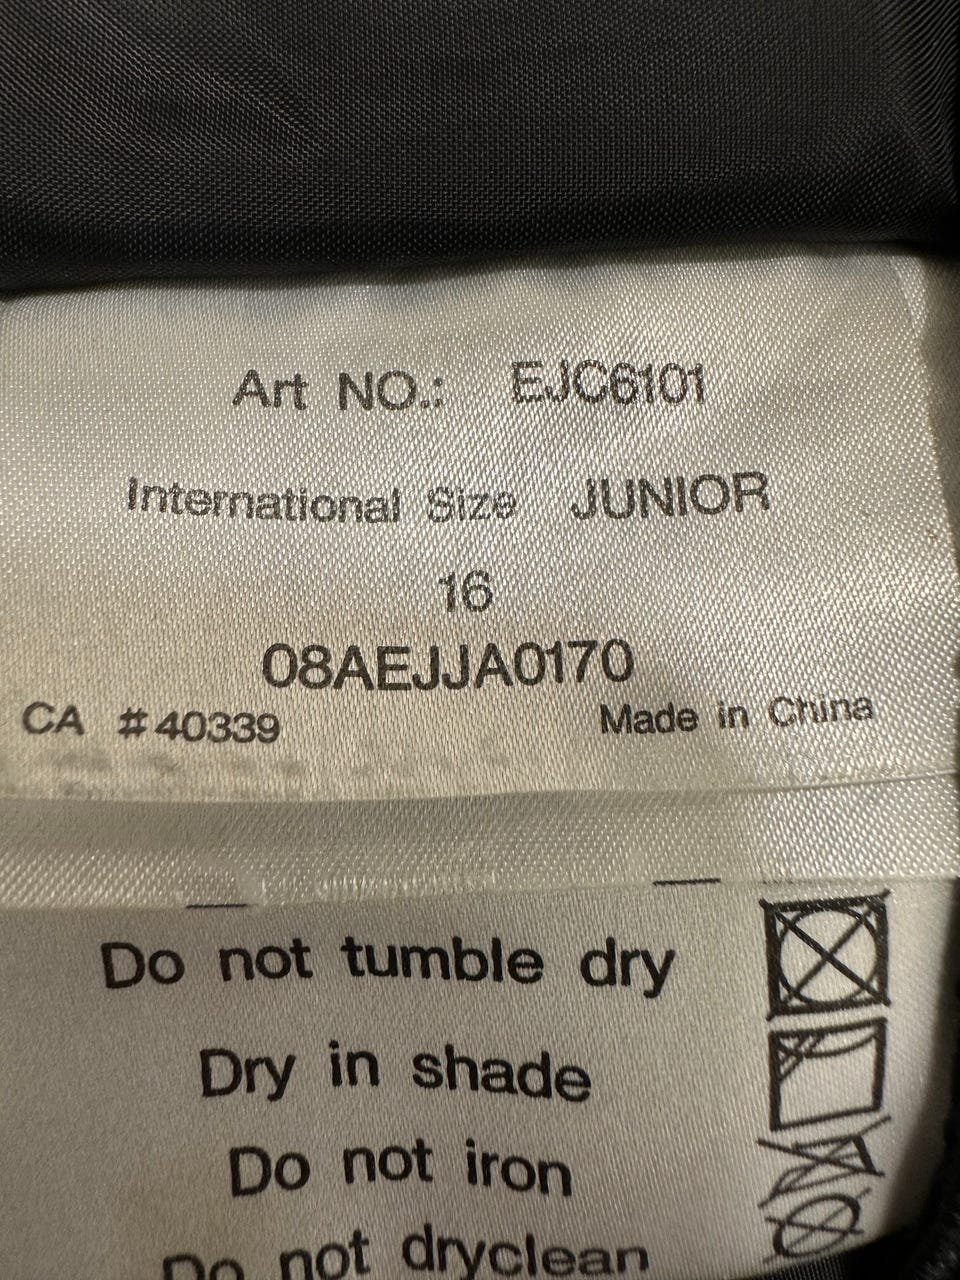 Art NO.: EJC6101
International Size JUNIOR
16
08AEJJA0170
CA #40339 Made in China
Do not tumble dry
Dry in shade
Do not iron
Do not dryclean